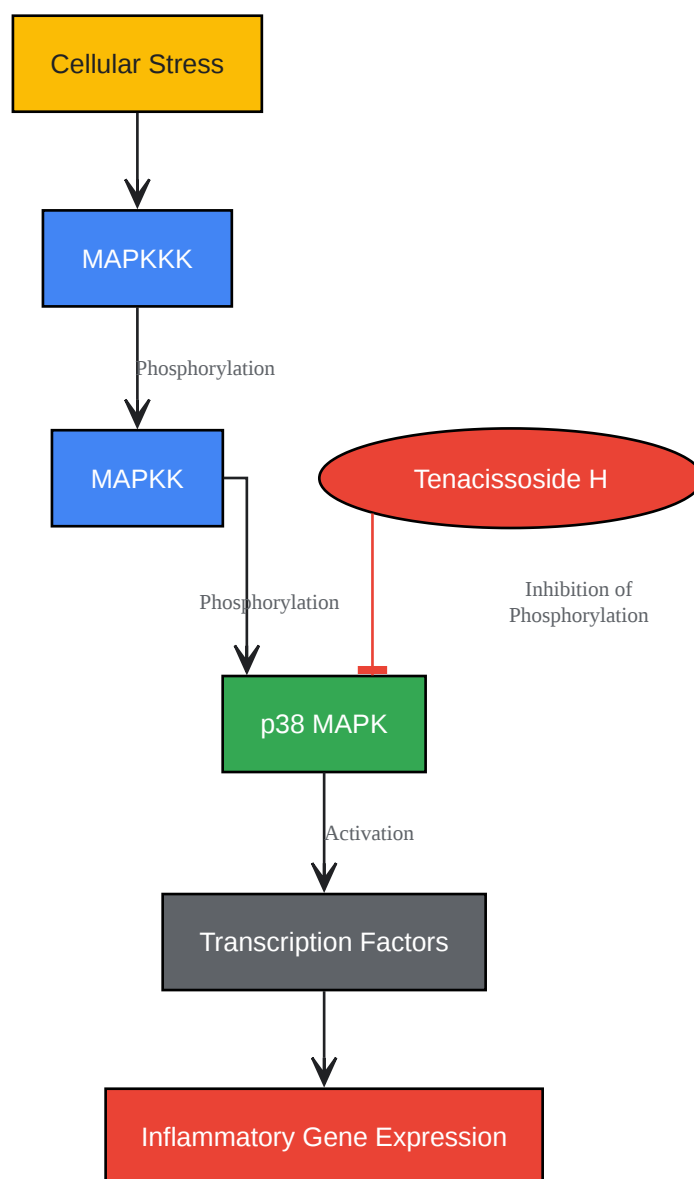 Cellular Stress
MAPKKK
Phosphorylation
MAPKK
Tenacissoside H
Inhibition of
Phosphorylation
Phosphorylation
p38 MAPK
Activation
Transcription Factors
Inflammatory Gene Expression